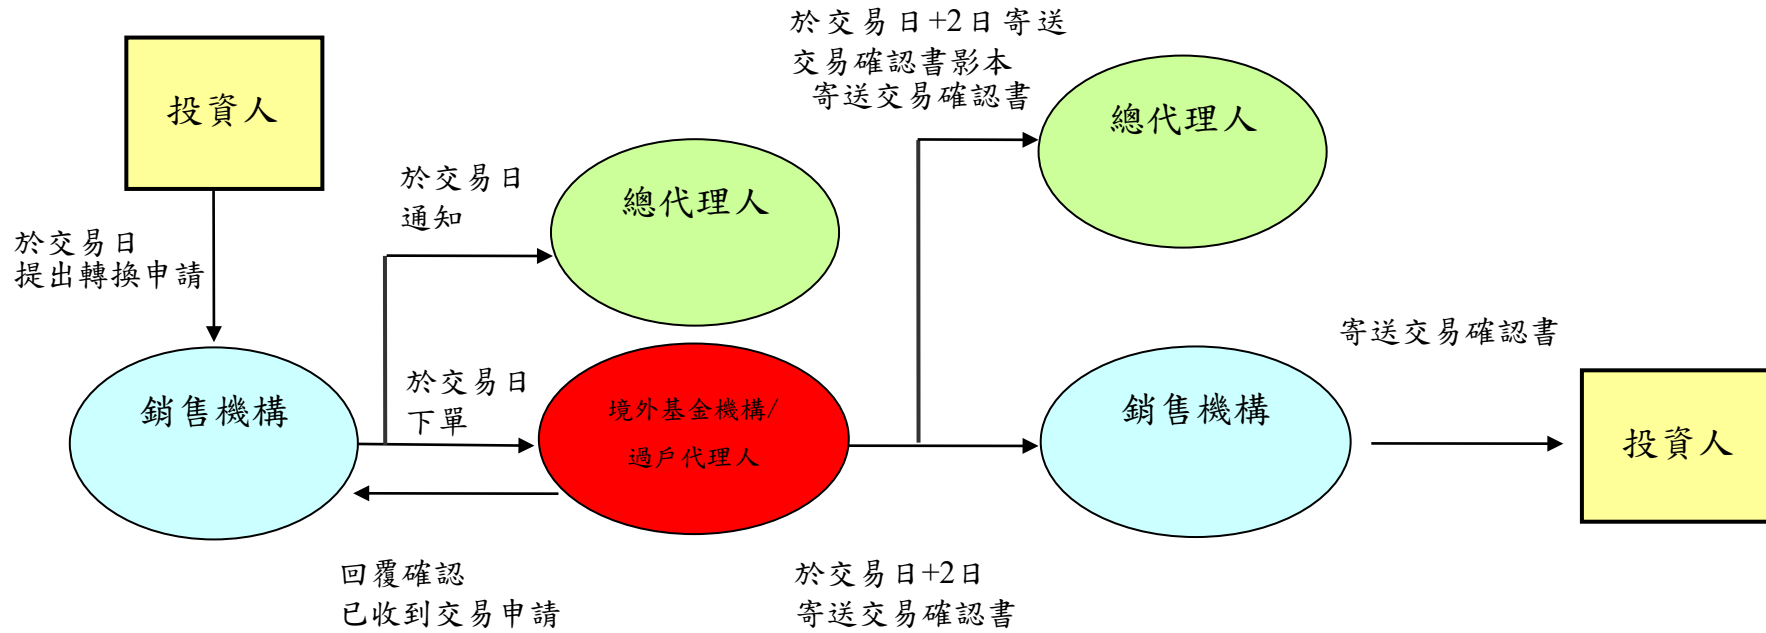 於交易日+2日寄送
交易確認書影本
寄送交易確認書
投資人
總代理人
於交易日
通知
總代理人
於交易日
提出轉換申請
寄送交易確認書
銷售機構
於交易日
下單
境外基金機構/
過戶代理人
銷售機構
投資人
回覆確認
已收到交易申請
於交易日+2日
寄送交易確認書